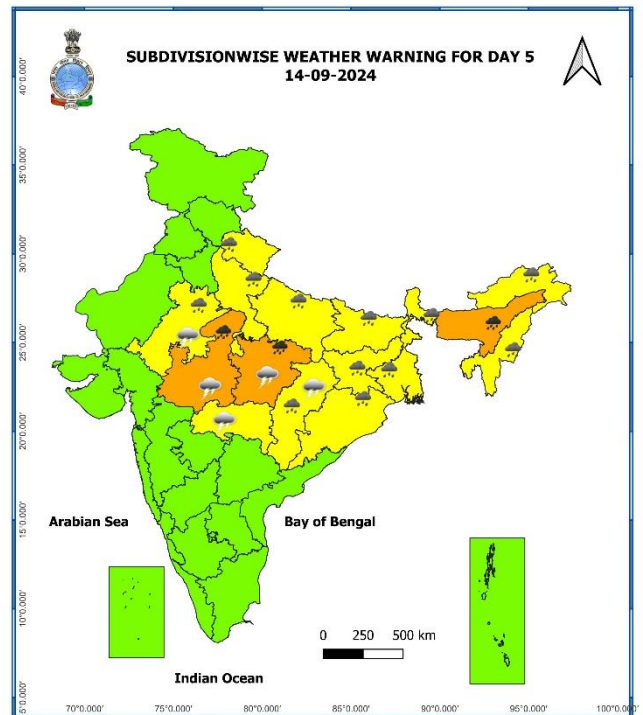 SUBDIVISIONWISE WEATHER WARNING FOR DAY 5
14-09-2024
40°0.000'
35°0.000'
30°0.000'
25°0.000'
20°0.000'
15°0.000'
10°0.000'
5°0.000'
Arabian Sea
Bay of Bengal
0 250 500 km
Indian Ocean
70°0.000' 75°0.000' 80°0.000' 85°0.000' 90°0.000' 95°0.000' 100°0.000'